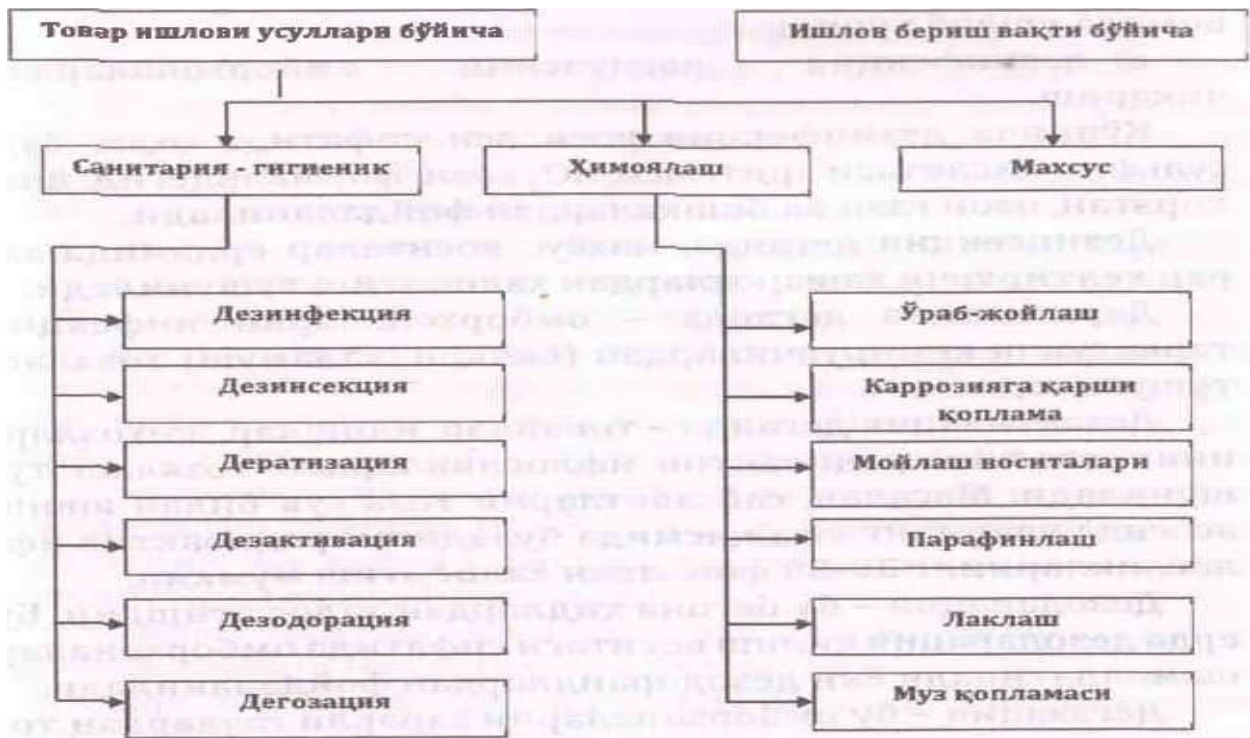 Товар ишлови усуллари бўйича
Ишлов бериш вақти бўйича
Санитария - гигиеник
Ҳимоялаш
Махсус
Дезинфекция
Дезинсекция
Дератизация
Дезактивация
Дезодорация
Дегозация
Ўраб-жойлаш
Каррозияга қарши
қоплама
Мойлаш воситалари
Парафинлаш
Лаклаш
Муз қопламаси